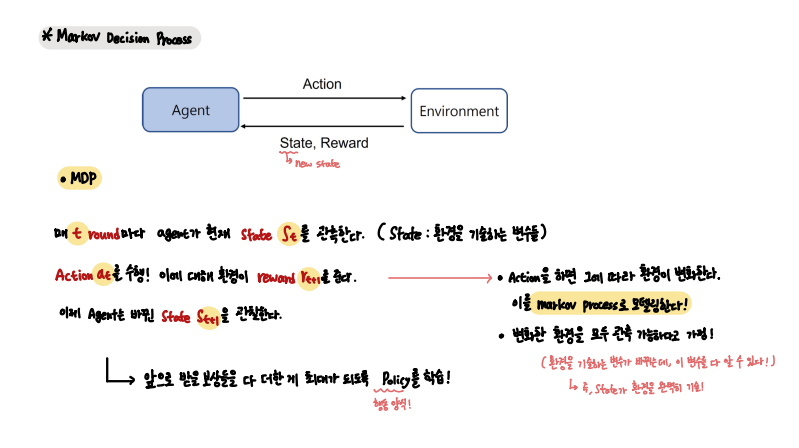 * Markov Decision Process
Action
Agent
Environment
State, Reward
↳ new state
• MDP
매 t round마다 agent가 현재 State St를 관측한다. (State : 환경을 기술하는 변수들)
Action at를 수행! 이에 대해 환경이 reward rt+1를 준다.
이제 Agent는 바뀐 State St+1을 관찰한다.
• Action을 하면 그에 따라 환경이 변화한다.
이를 markov process로 모델링한다!
• 변화한 환경을 모두 관측 가능하다고 가정!
(환경을 기술하는 변수가 바뀌는데, 이 변수를 다 알 수 있다!)
↳ 즉, State가 환경을 완벽히 기술!
앞으로 받을 보상들을 다 더한 게 최대가 되도록 Policy를 학습!
행동 양식!